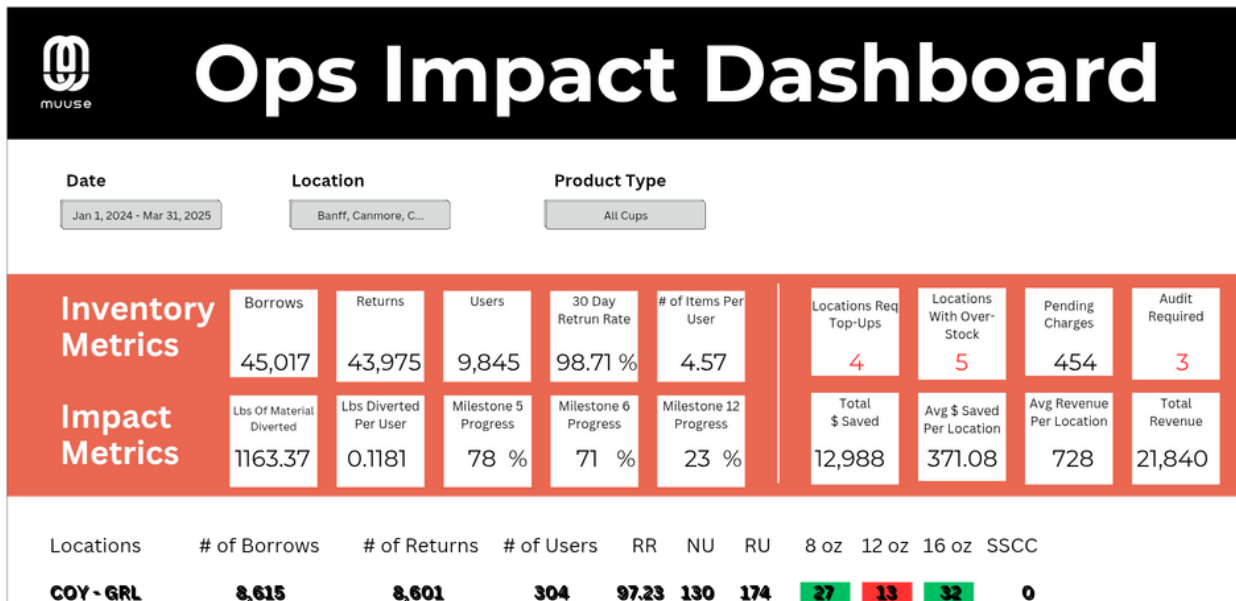 muuse
Ops Impact Dashboard
Date
Location
Product Type
Jan 1, 2024 - Mar 31, 2025
Banff, Canmore, C...
All Cups
Inventory
Metrics
Borrows
45,017
Returns
43,975
Users
9,845
30 Day
Retrun Rate
98.71 %
# of Items Per
User
4.57
Locations Req
Top-Ups
4
Locations
With Over-
Stock
5
Pending
Charges
454
Audit
Required
3
Impact
Metrics
Lbs Of Material
Diverted
1163.37
Lbs Diverted
Per User
0.1181
Milestone 5
Progress
78 %
Milestone 6
Progress
71 %
Milestone 12
Progress
23 %
Total
$ Saved
12,988
Avg $ Saved
Per Location
371.08
Avg Revenue
Per Location
728
Total
Revenue
21,840
Locations # of Borrows # of Returns # of Users RR NU RU 8 oz 12 oz 16 oz SSCC
COY - GRL 8,615 8,601 304 97.23 130 174 27 13 32 0